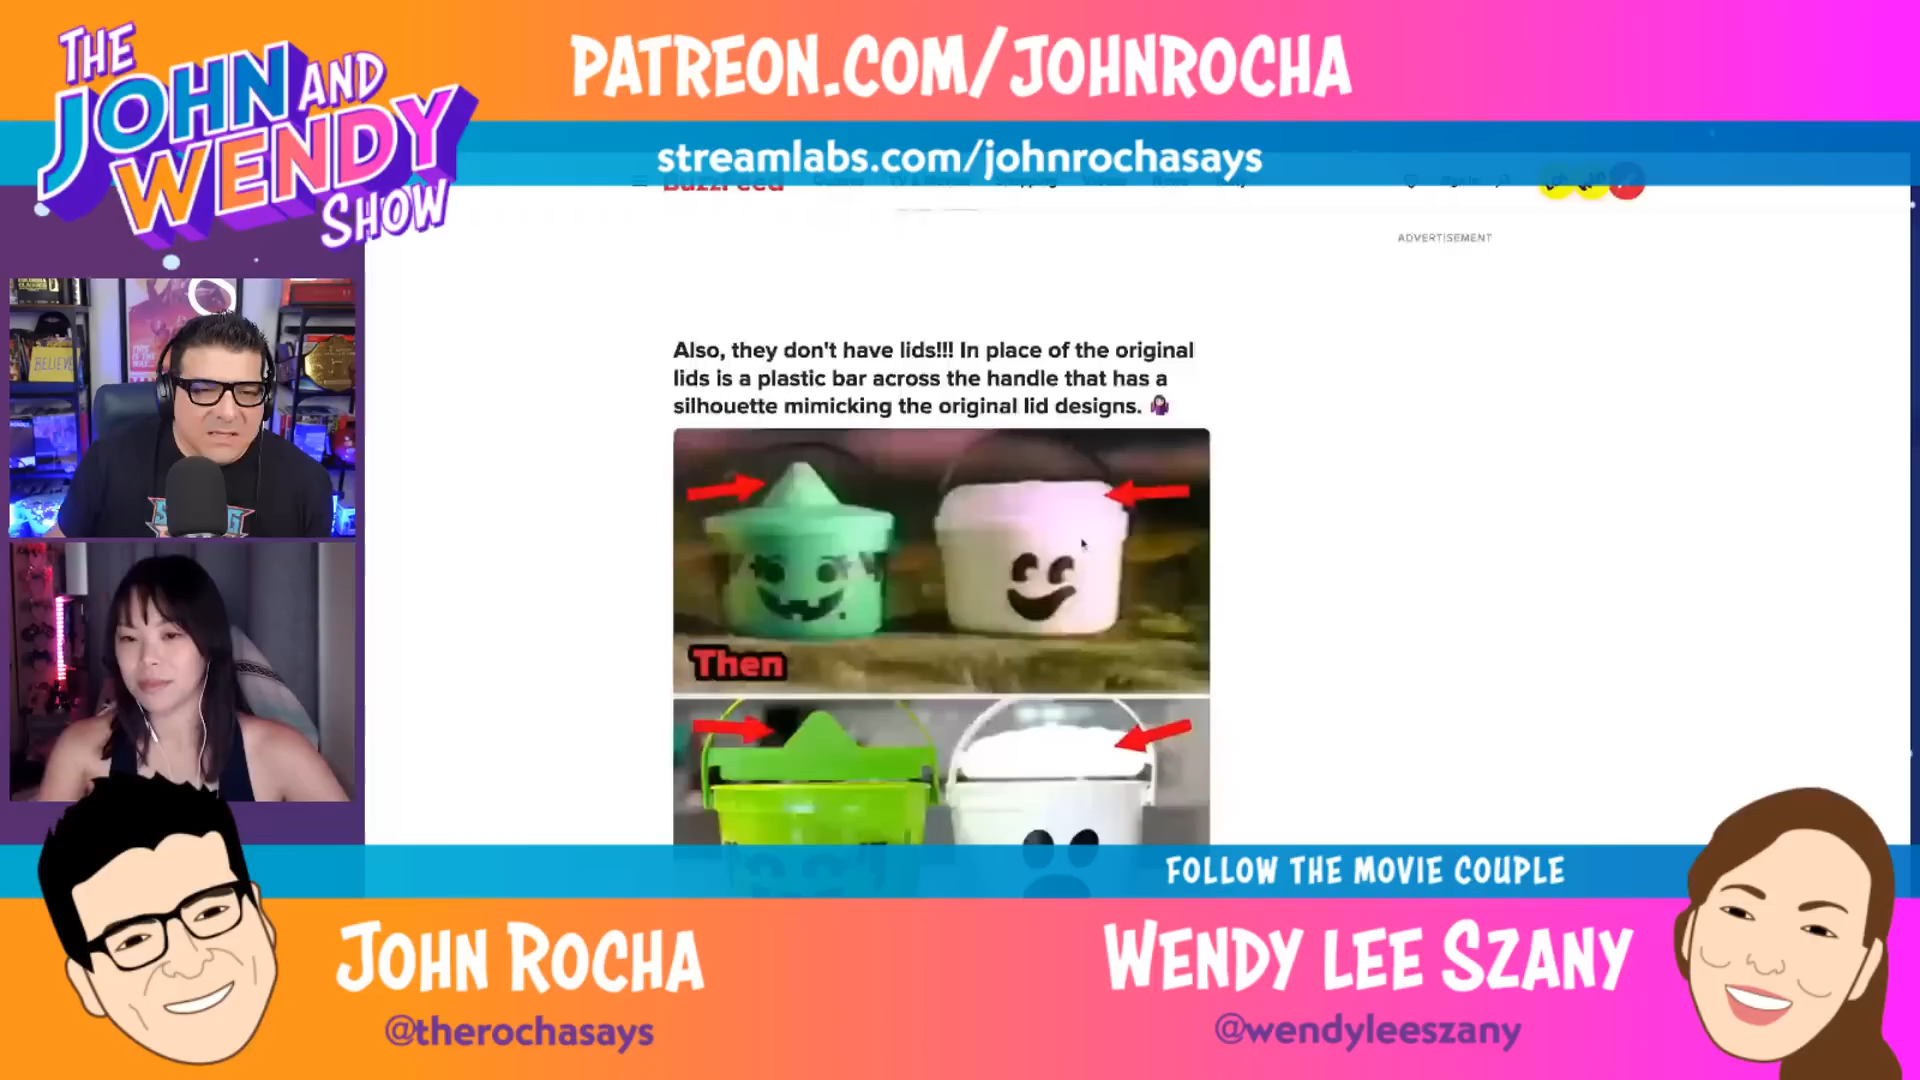 THE
JOHN AND
WENDY
SHOW
PATREON.COM/JOHNROCHA
streamlabs.com/johnrochasays
BuzzFeed
ADVERTISEMENT
BELIEVE
Also, they don't have lids!!! In place of the original
lids is a plastic bar across the handle that has a
silhouette mimicking the original lid designs.
Then
FOLLOW THE MOVIE COUPLE
JOHN ROCHA
@therochasays
WENDY LEE SZANY
@wendyleeszany